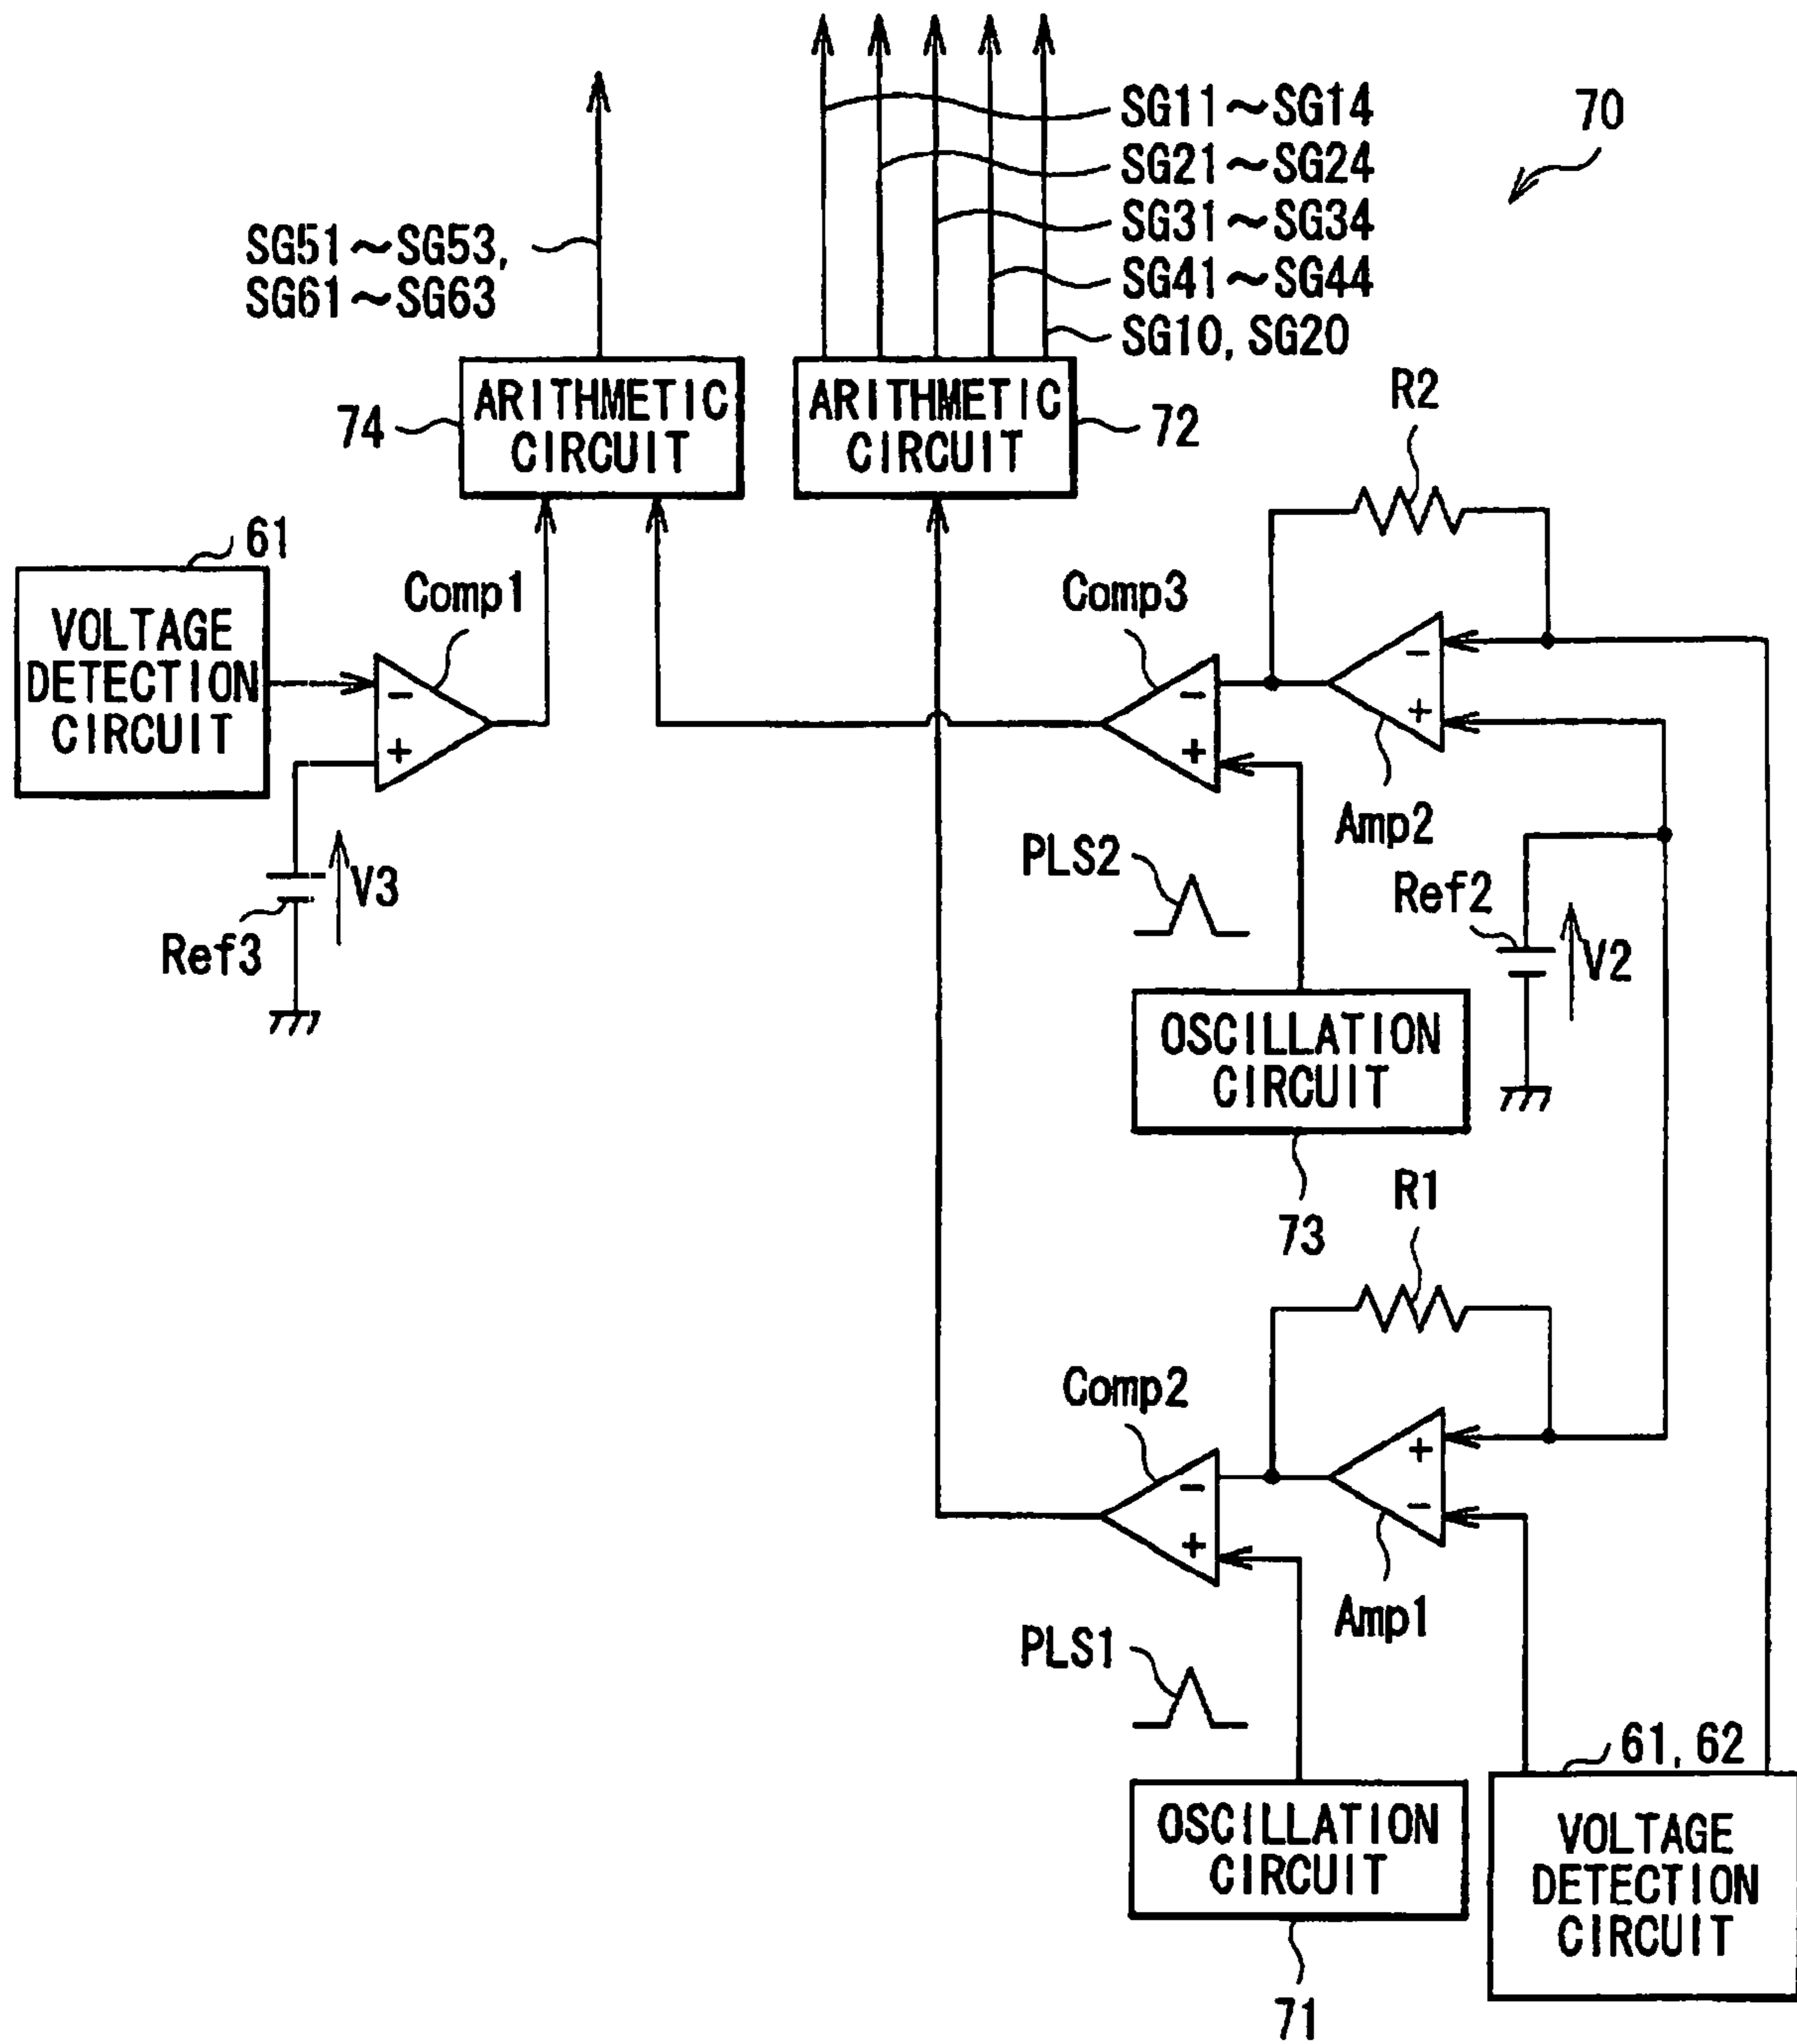 SG11～SG14
70
SG21～SG24
SG31～SG34
SG51～SG53,
SG61～SG63
SG41～SG44
SG10, SG20
74
ARITHMETIC
CIRCUIT
ARITHMETIC
CIRCUIT
72
R2
61
VOLTAGE
DETECTION
CIRCUIT
Comp1
-
+
Comp3
-
+
-
+
Amp2
V3
Ref3
PLS2
Ref2
V2
OSCILLATION
CIRCUIT
73
R1
Comp2
-
+
+
-
Amp1
PLS1
61, 62
OSCILLATION
CIRCUIT
71
VOLTAGE
DETECTION
CIRCUIT